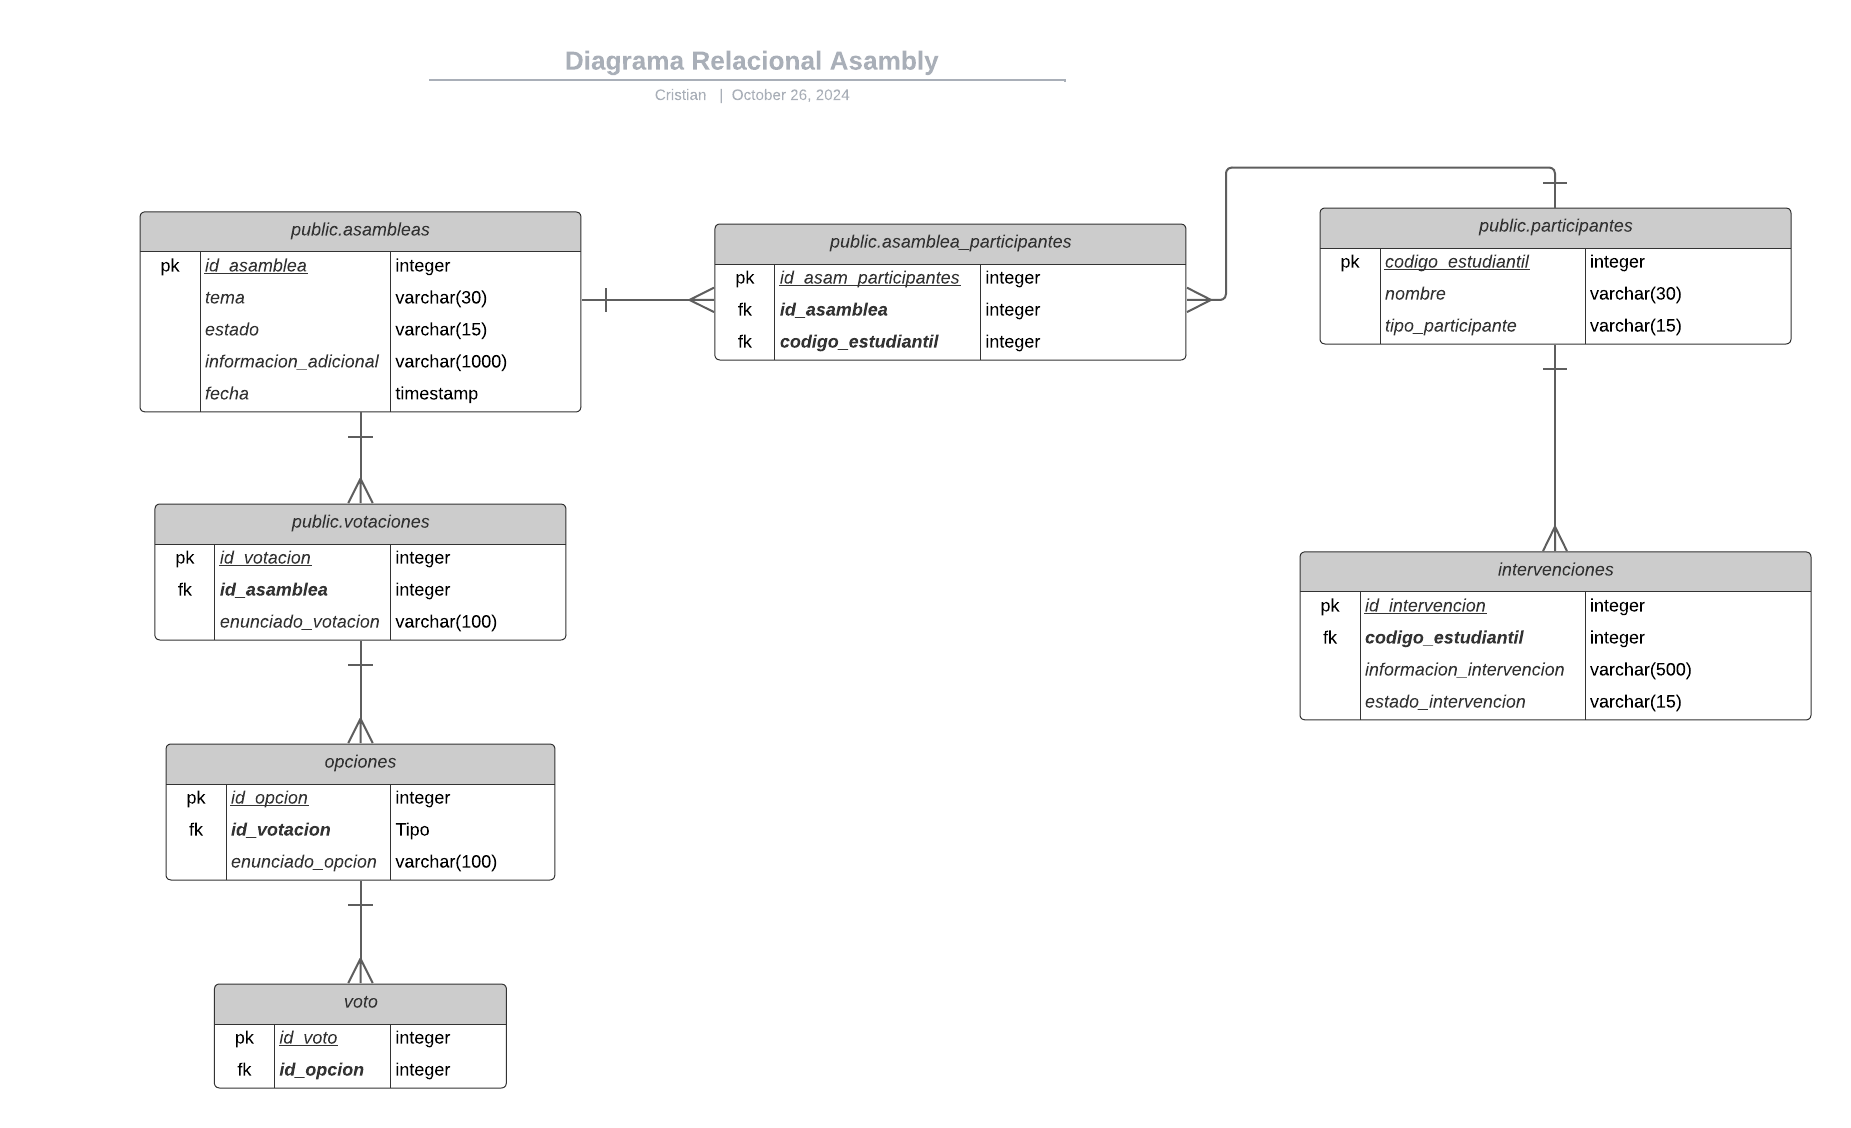 Diagrama Relacional Asambly
Cristian | October 26, 2024
public.asambleas
pk id_asamblea integer
tema varchar(30)
estado varchar(15)
informacion_adicional varchar(1000)
fecha timestamp
public.asamblea_participantes
pk id_asam_participantes integer
fk id_asamblea integer
fk codigo_estudiantil integer
public.participantes
pk codigo_estudiantil integer
nombre varchar(30)
tipo_participante varchar(15)
public.votaciones
pk id_votacion integer
fk id_asamblea integer
enunciado_votacion varchar(100)
intervenciones
pk id_intervencion integer
fk codigo_estudiantil integer
informacion_intervencion varchar(500)
estado_intervencion varchar(15)
opciones
pk id_opcion integer
fk id_votacion Tipo
enunciado_opcion varchar(100)
voto
pk id_voto integer
fk id_opcion integer